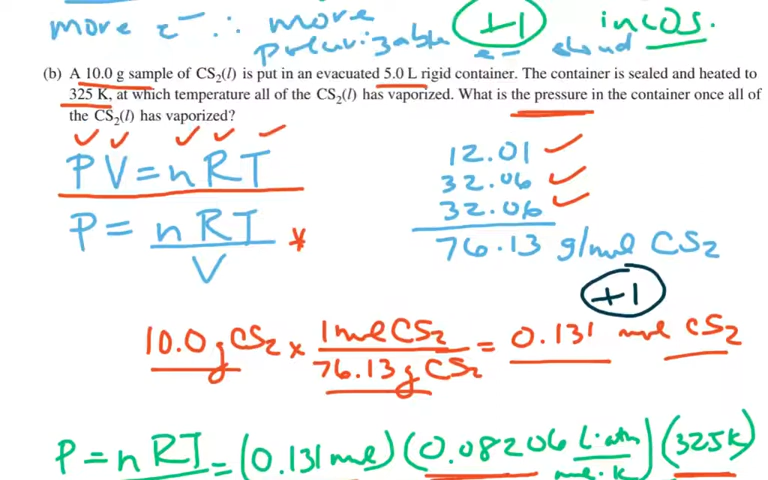 more e⁻ ∴ more polarizable e⁻ cloud +1 in COS.
(b) A 10.0 g sample of CS₂(l) is put in an evacuated 5.0 L rigid container. The container is sealed and heated to
325 K, at which temperature all of the CS₂(l) has vaporized. What is the pressure in the container once all of
the CS₂(l) has vaporized?
PV = nRT
P = nRT / V *
12.01
32.06
32.06
76.13 g/mol CS₂
+1
10.0 g CS₂ × 1 mol CS₂ / 76.13 g CS₂ = 0.131 mol CS₂
P = nRT = (0.131 mol) (0.08206 L·atm / mol·K) (325 K)